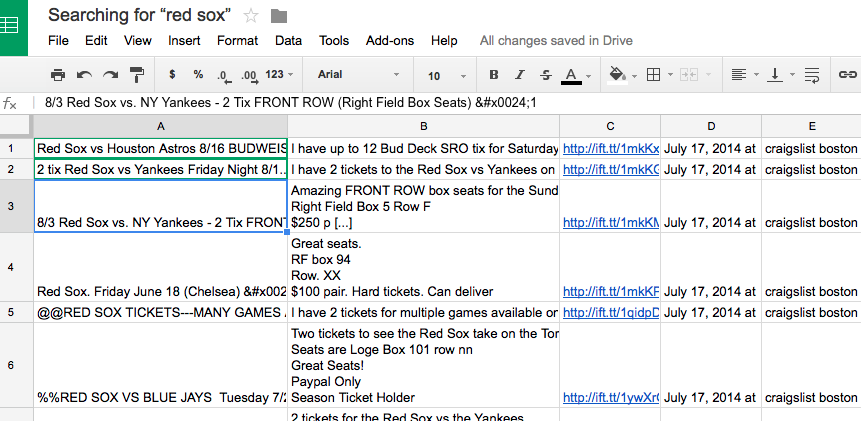 Searching for “red sox”
File Edit View Insert Format Data Tools Add-ons Help All changes saved in Drive
$ % .0 .00 123 Arial 10 B I S A
fx 8/3 Red Sox vs. NY Yankees - 2 Tix FRONT ROW (Right Field Box Seats) &#x0024;1
A B C D E
1 Red Sox vs Houston Astros 8/16 BUDWEIS I have up to 12 Bud Deck SRO tix for Saturday http://ift.tt/1mkKx July 17, 2014 at craigslist boston
2 2 tix Red Sox vs Yankees Friday Night 8/1... I have 2 tickets to the Red Sox vs Yankees on http://ift.tt/1mkKC July 17, 2014 at craigslist boston
Amazing FRONT ROW box seats for the Sund
3 Right Field Box 5 Row F
8/3 Red Sox vs. NY Yankees - 2 Tix FRONT $250 p [...] http://ift.tt/1mkKM July 17, 2014 at craigslist boston
Great seats.
RF box 94
4 Row. XX
Red Sox. Friday June 18 (Chelsea) &#x002 $100 pair. Hard tickets. Can deliver http://ift.tt/1mkKF July 17, 2014 at craigslist boston
5 @@RED SOX TICKETS---MANY GAMES I have 2 tickets for multiple games available on http://ift.tt/1qidpD July 17, 2014 at craigslist boston
Two tickets to see the Red Sox take on the Tor
Seats are Loge Box 101 row nn
6 Great Seats!
Paypal Only
%%RED SOX VS BLUE JAYS Tuesday 7/2 Season Ticket Holder http://ift.tt/1ywXr July 17, 2014 at craigslist boston
2 tickets for the Red Sox vs the Yankees